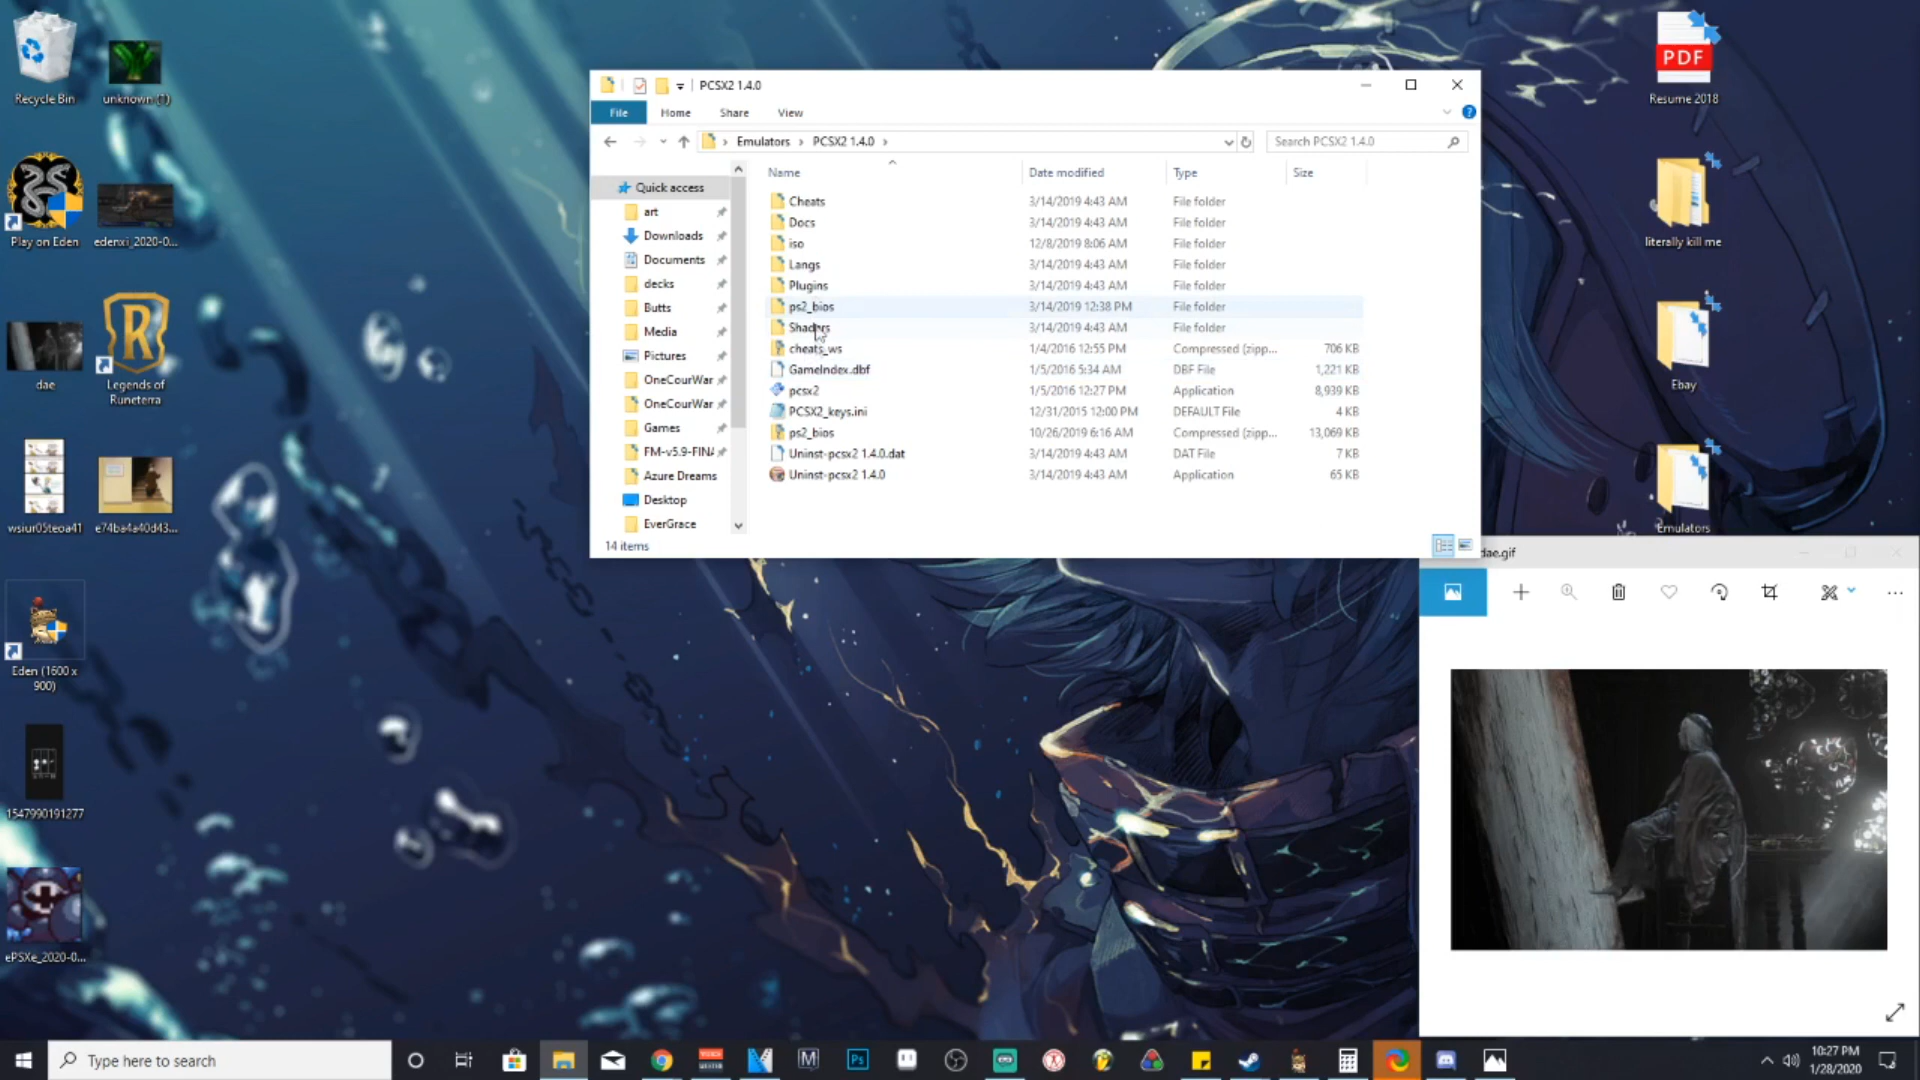 Recycle Bin
unknown (1)
Play on Eden
edenxi_2020-0...
dae
Legends of
Runeterra
wsiur05teoa41
e74ba4a40d43...
Eden (1600 x
900)
1547990191277
ePSXe_2020-0...
PCSX2 1.4.0
File
Home
Share
View
Emulators
PCSX2 1.4.0
Search PCSX2 1.4.0
Quick access
art
Downloads
Documents
decks
Butts
Media
Pictures
OneCourWar
OneCourWar
Games
FM-v5.9-FIN
Azure Dreams
Desktop
EverGrace
Name Date modified Type Size
Cheats 3/14/2019 4:43 AM File folder
Docs 3/14/2019 4:43 AM File folder
iso 12/8/2019 8:06 AM File folder
Langs 3/14/2019 4:43 AM File folder
Plugins 3/14/2019 4:43 AM File folder
ps2_bios 3/14/2019 12:38 PM File folder
Shaders 3/14/2019 4:43 AM File folder
cheats_ws 1/4/2016 12:55 PM Compressed (zipp... 706 KB
GameIndex.dbf 1/5/2016 5:34 AM DBF File 1,221 KB
pcsx2 1/5/2016 12:27 PM Application 8,939 KB
PCSX2_keys.ini 12/31/2015 12:00 PM DEFAULT File 4 KB
ps2_bios 10/26/2019 6:16 AM Compressed (zipp... 13,069 KB
Uninst-pcsx2 1.4.0.dat 3/14/2019 4:43 AM DAT File 7 KB
Uninst-pcsx2 1.4.0 3/14/2019 4:43 AM Application 65 KB
14 items
PDF
Resume 2018
literally kill me
Ebay
Emulators
dae.gif
Type here to search
M
Ps
10:27 PM
1/28/2020